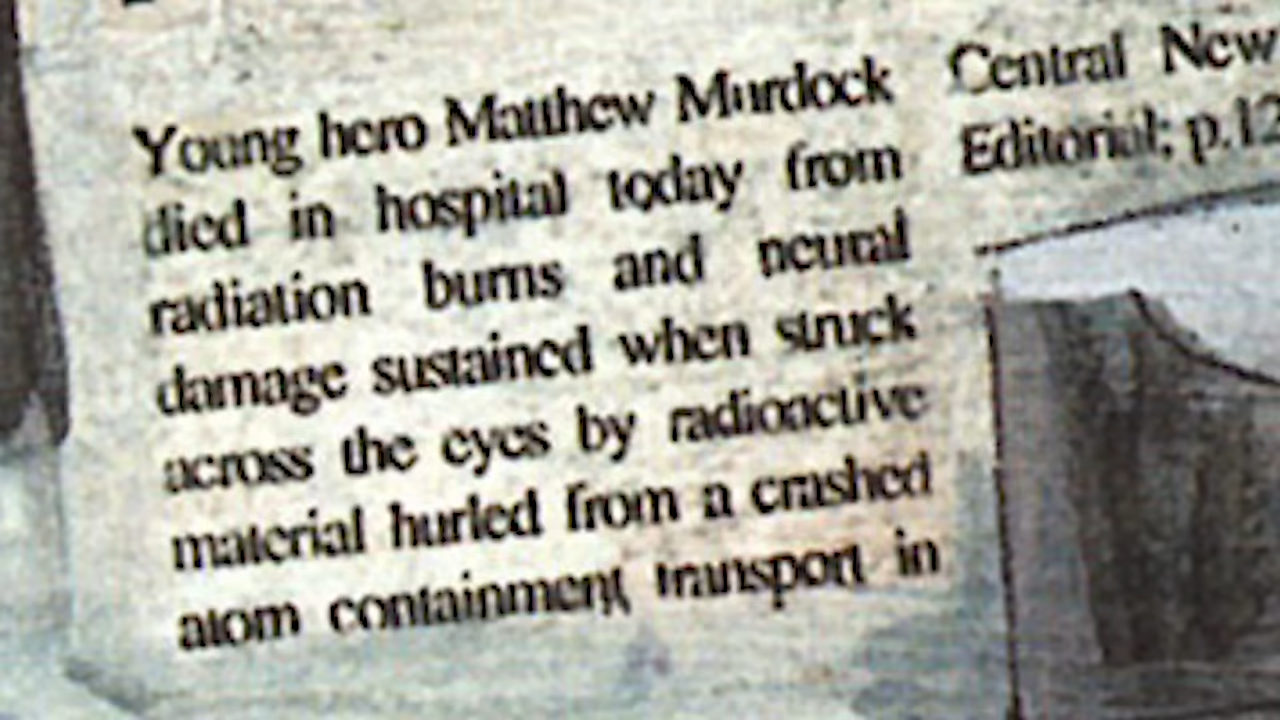 Young hero Matthew Murdock
died in hospital today from
radiation burns and neural
damage sustained when struck
across the eyes by radioactive
material hurled from a crashed
atom containment transport in
Central New
Editorial; p.12